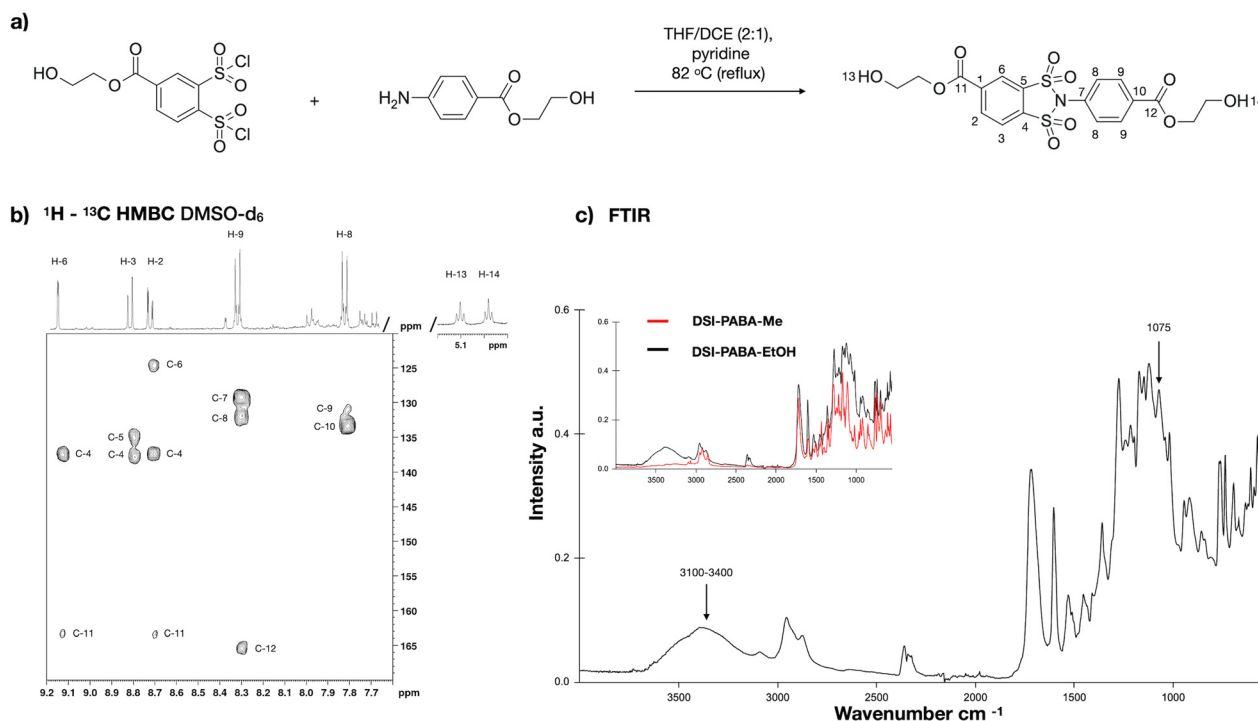 a)
THF/DCE (2:1),
pyridine
82 °C (reflux)
HO
O
O
S
O
O
Cl
S
O
O
Cl
+
H2N
O
O
OH
13
HO
O
O
11
1
6
5
2
3
4
O
O
S
N
S
O
O
7
8
9
8
9
10
O
12
O
OH14
b) ¹H - ¹³C HMBC DMSO-d₆
H-6
H-3
H-2
H-9
H-8
H-13
H-14
ppm
5.1
ppm
C-6
C-7
C-8
C-9
C-10
C-5
C-4
C-4
C-4
C-11
C-11
C-12
125
130
135
140
145
150
155
160
165
9.2 9.1 9.0 8.9 8.8 8.7 8.6 8.5 8.4 8.3 8.2 8.1 8.0 7.9 7.8 7.7 ppm
c) FTIR
DSI-PABA-Me
DSI-PABA-EtOH
0.6
0.4
0.2
0.0
3500 3000 2500 2000 1500 1000
1075
3100-3400
Intensity a.u.
0.6
0.4
0.2
0.0
3500 3000 2500 2000 1500 1000
Wavenumber cm -1